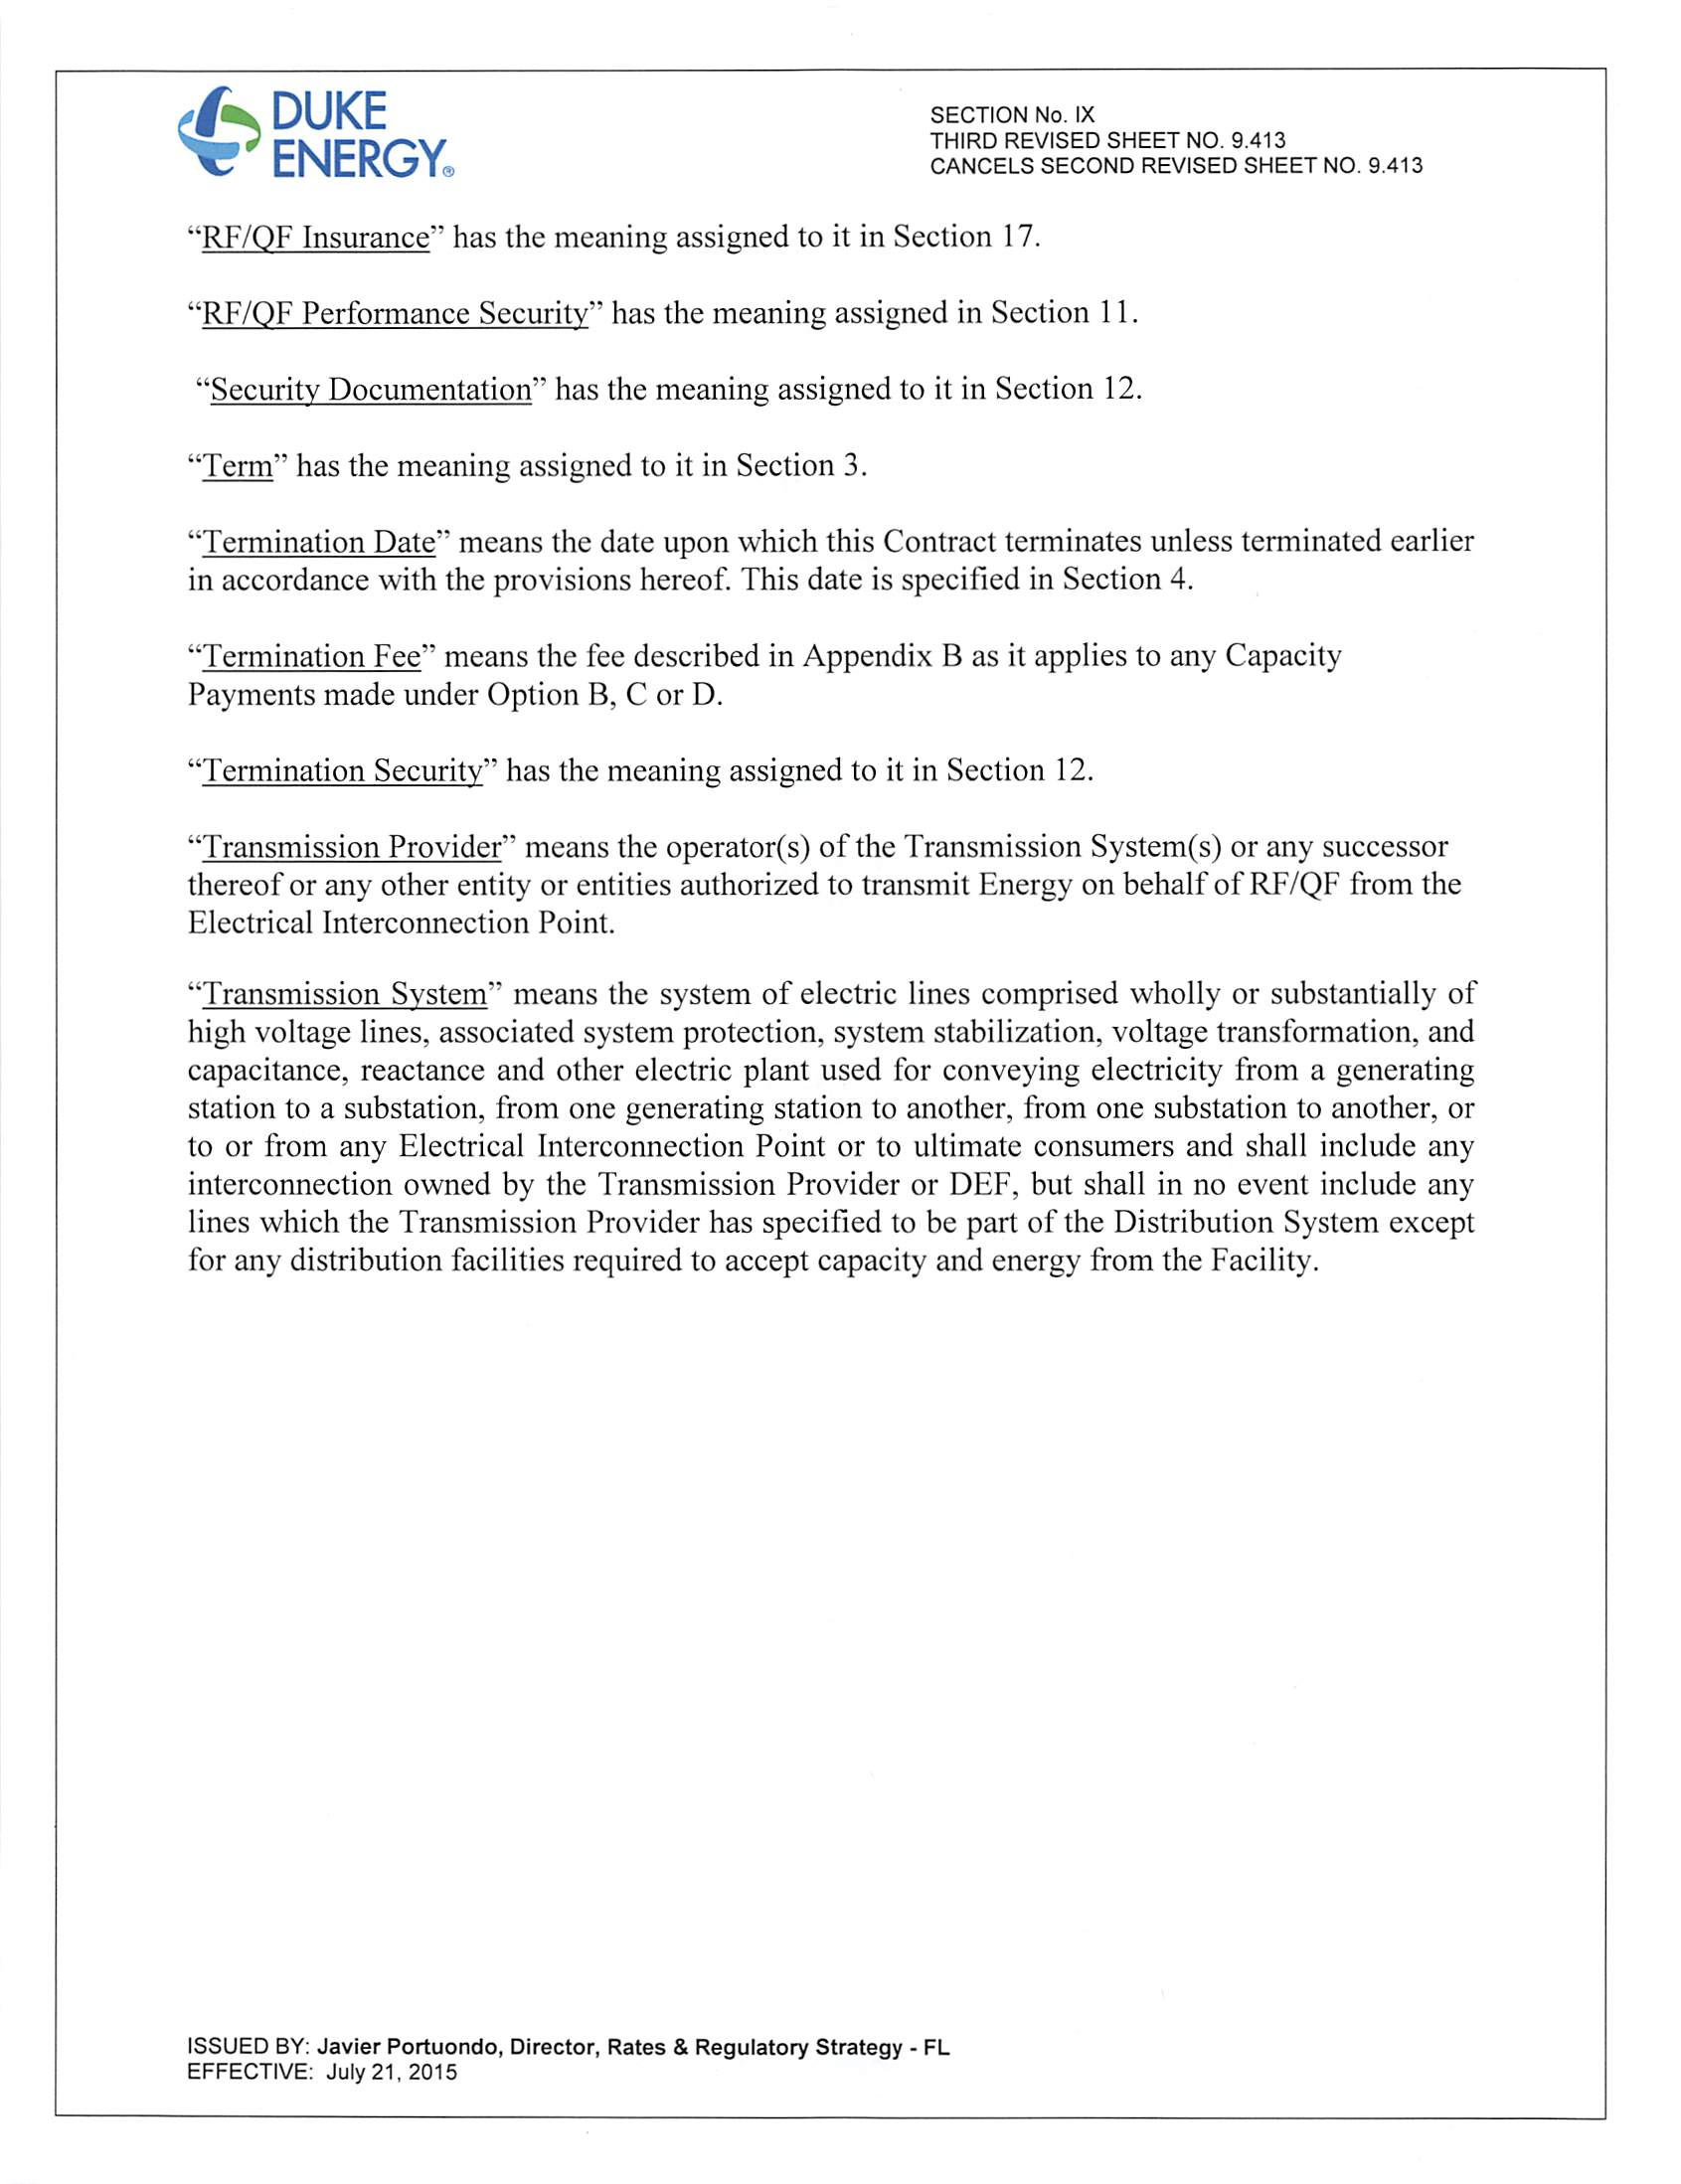 DUKE
ENERGY®
SECTION No. IX
THIRD REVISED SHEET NO. 9.413
CANCELS SECOND REVISED SHEET NO. 9.413
“RF/QF Insurance” has the meaning assigned to it in Section 17.
“RF/QF Performance Security” has the meaning assigned in Section 11.
“Security Documentation” has the meaning assigned to it in Section 12.
“Term” has the meaning assigned to it in Section 3.
“Termination Date” means the date upon which this Contract terminates unless terminated earlier
in accordance with the provisions hereof. This date is specified in Section 4.
“Termination Fee” means the fee described in Appendix B as it applies to any Capacity
Payments made under Option B, C or D.
“Termination Security” has the meaning assigned to it in Section 12.
“Transmission Provider” means the operator(s) of the Transmission System(s) or any successor
thereof or any other entity or entities authorized to transmit Energy on behalf of RF/QF from the
Electrical Interconnection Point.
“Transmission System” means the system of electric lines comprised wholly or substantially of
high voltage lines, associated system protection, system stabilization, voltage transformation, and
capacitance, reactance and other electric plant used for conveying electricity from a generating
station to a substation, from one generating station to another, from one substation to another, or
to or from any Electrical Interconnection Point or to ultimate consumers and shall include any
interconnection owned by the Transmission Provider or DEF, but shall in no event include any
lines which the Transmission Provider has specified to be part of the Distribution System except
for any distribution facilities required to accept capacity and energy from the Facility.
ISSUED BY: Javier Portuondo, Director, Rates & Regulatory Strategy - FL
EFFECTIVE: July 21, 2015